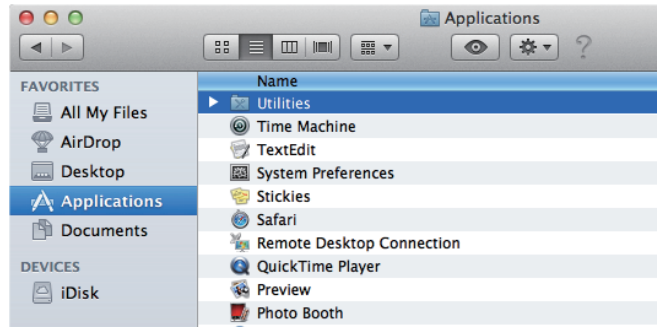 Applications
?
FAVORITES
All My Files
AirDrop
Desktop
Applications
Documents
DEVICES
iDisk
Name
Utilities
Time Machine
TextEdit
System Preferences
Stickies
Safari
Remote Desktop Connection
QuickTime Player
Preview
Photo Booth